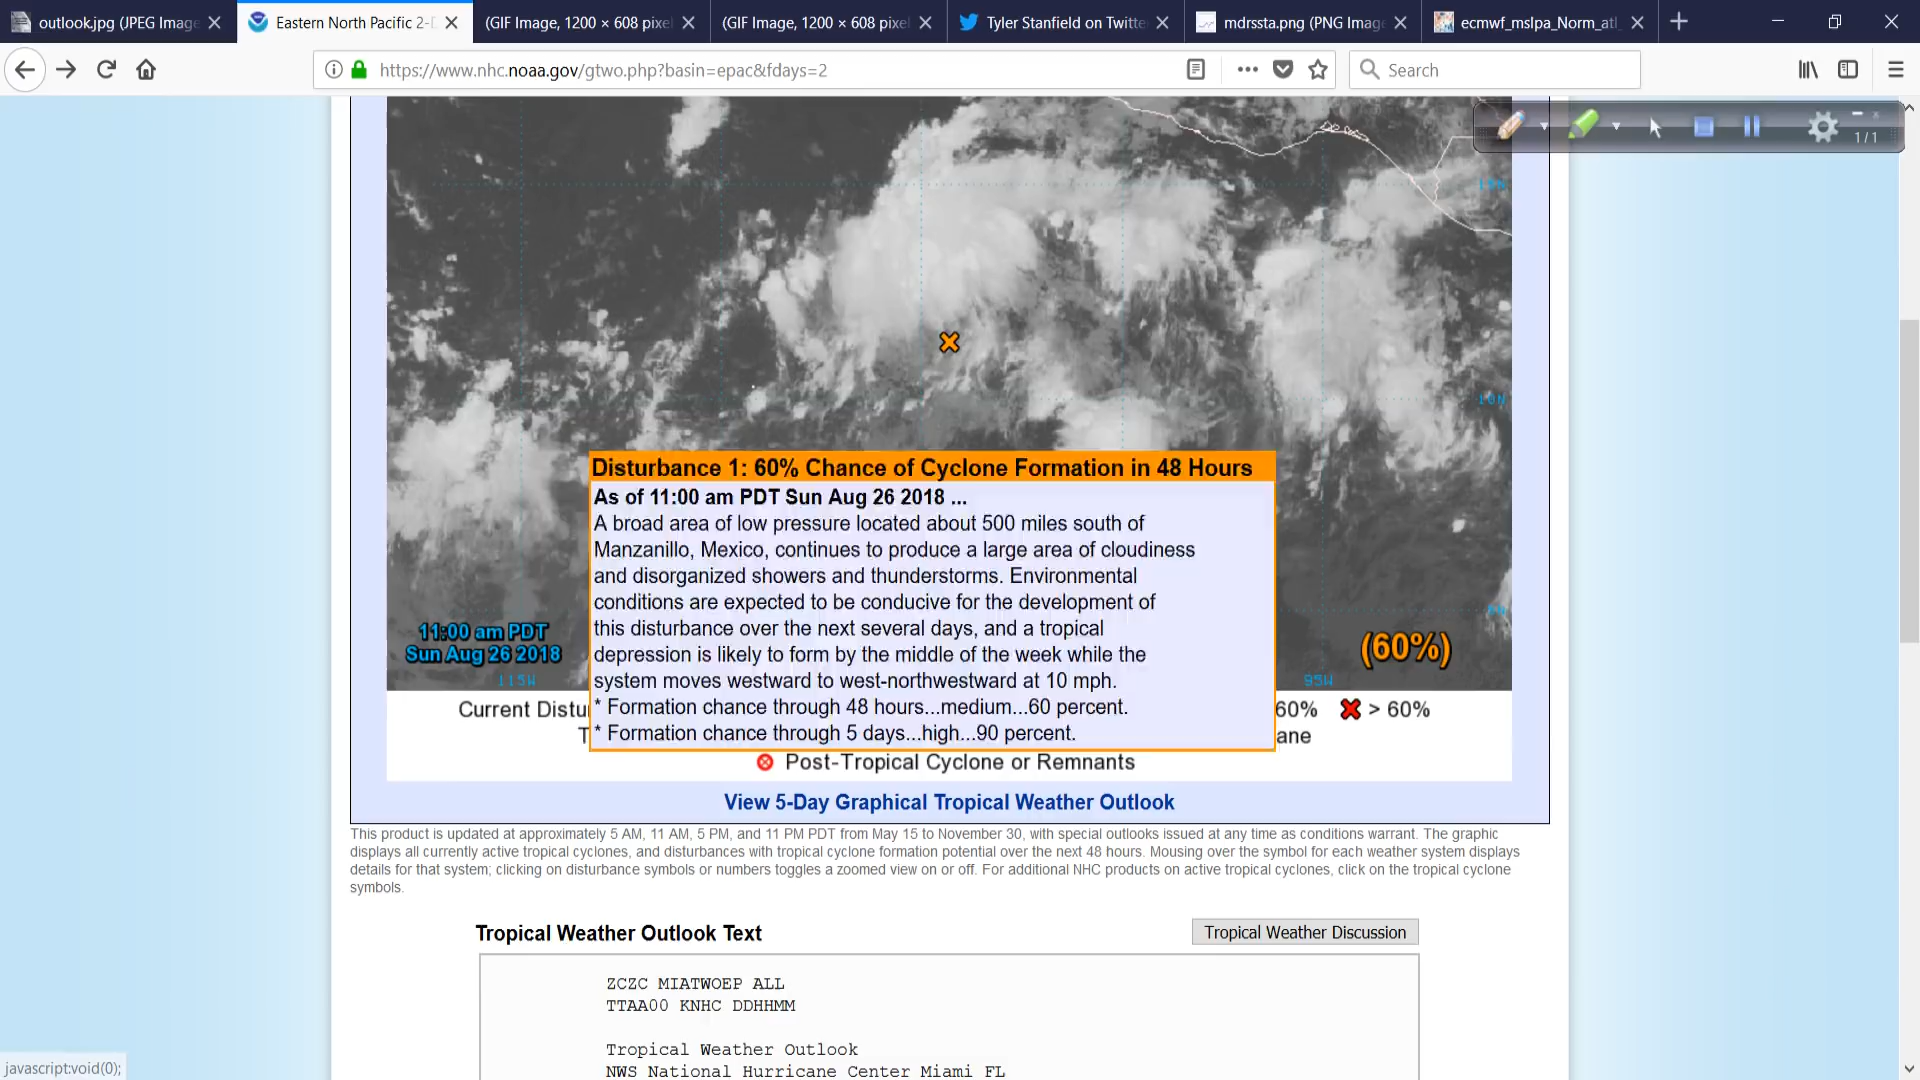 outlook.jpg (JPEG Image
Eastern North Pacific 2-D
(GIF Image, 1200 × 608 pixel
(GIF Image, 1200 × 608 pixel
Tyler Stanfield on Twitte
mdrssta.png (PNG Image
ecmwf_mslpa_Norm_atl_
https://www.nhc.noaa.gov/gtwo.php?basin=epac&fdays=2
Search
1/1
15N
10N
Disturbance 1: 60% Chance of Cyclone Formation in 48 Hours
As of 11:00 am PDT Sun Aug 26 2018 ...
A broad area of low pressure located about 500 miles south of
Manzanillo, Mexico, continues to produce a large area of cloudiness
and disorganized showers and thunderstorms. Environmental
conditions are expected to be conducive for the development of
this disturbance over the next several days, and a tropical
depression is likely to form by the middle of the week while the
system moves westward to west-northwestward at 10 mph.
* Formation chance through 48 hours...medium...60 percent.
* Formation chance through 5 days...high...90 percent.
5N
11:00 am PDT
Sun Aug 26 2018
(60%)
115W
95W
Current Distu
60% > 60%
T
ane
Post-Tropical Cyclone or Remnants
View 5-Day Graphical Tropical Weather Outlook
This product is updated at approximately 5 AM, 11 AM, 5 PM, and 11 PM PDT from May 15 to November 30, with special outlooks issued at any time as conditions warrant. The graphic
displays all currently active tropical cyclones, and disturbances with tropical cyclone formation potential over the next 48 hours. Mousing over the symbol for each weather system displays
details for that system; clicking on disturbance symbols or numbers toggles a zoomed view on or off. For additional NHC products on active tropical cyclones, click on the tropical cyclone
symbols.
Tropical Weather Outlook Text
Tropical Weather Discussion
ZCZC MIATWOEP ALL
TTAA00 KNHC DDHHMM
Tropical Weather Outlook
NWS National Hurricane Center Miami FL
javascript:void(0);